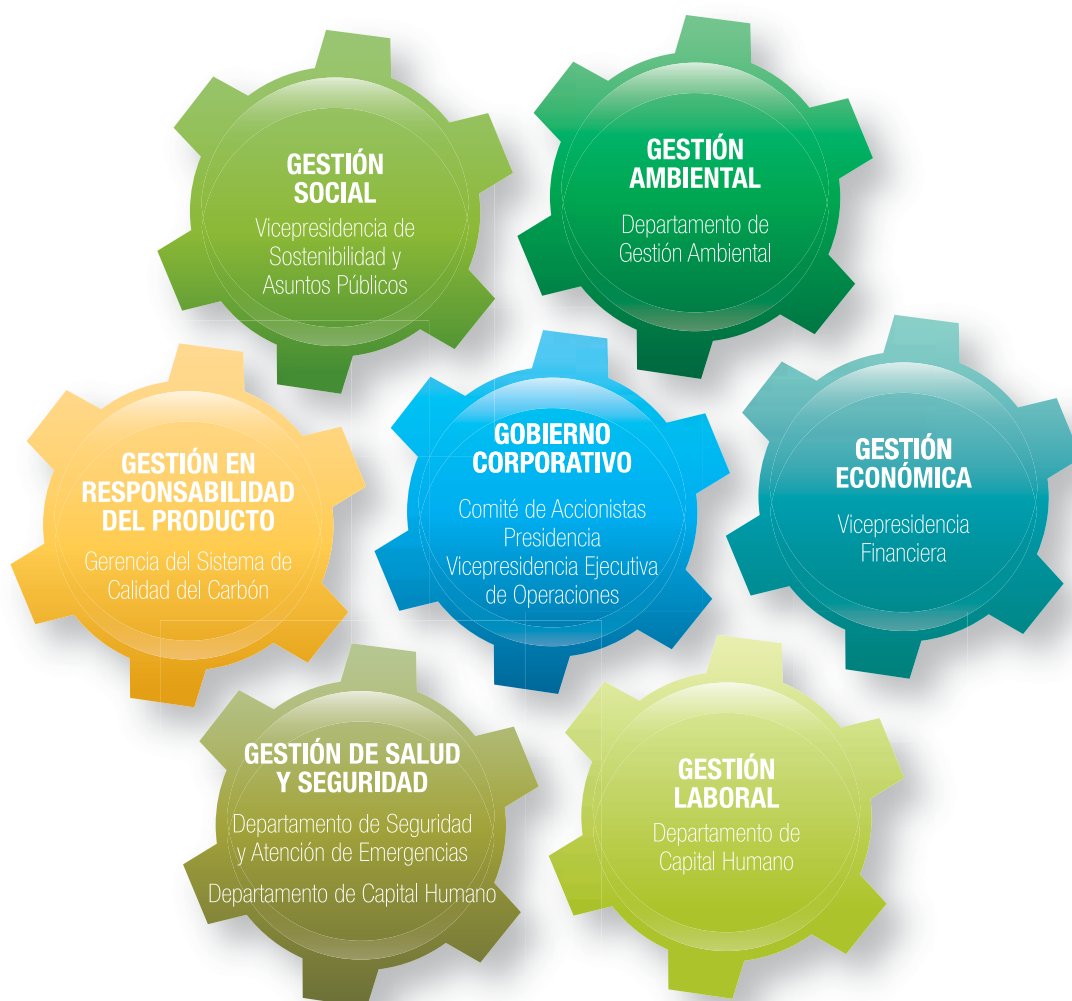 GESTIÓN
SOCIAL
Vicepresidencia de
Sostenibilidad y
Asuntos Públicos
GESTIÓN
AMBIENTAL
Departamento de
Gestión Ambiental
GESTIÓN EN
RESPONSABILIDAD
DEL PRODUCTO
Gerencia del Sistema de
Calidad del Carbón
GOBIERNO
CORPORATIVO
Comité de Accionistas
Presidencia
Vicepresidencia Ejecutiva
de Operaciones
GESTIÓN
ECONÓMICA
Vicepresidencia
Financiera
GESTIÓN DE SALUD
Y SEGURIDAD
Departamento de Seguridad
y Atención de Emergencias
Departamento de Capital Humano
GESTIÓN
LABORAL
Departamento de
Capital Humano